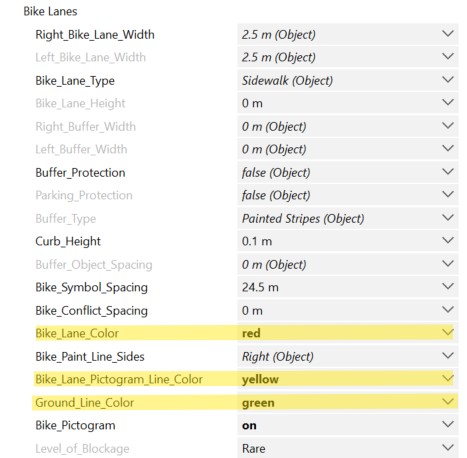 Bike Lanes
Right_Bike_Lane_Width 2.5 m (Object)
Left_Bike_Lane_Width 2.5 m (Object)
Bike_Lane_Type Sidewalk (Object)
Bike_Lane_Height 0 m
Right_Buffer_Width 0 m (Object)
Left_Buffer_Width 0 m (Object)
Buffer_Protection false (Object)
Parking_Protection false (Object)
Buffer_Type Painted Stripes (Object)
Curb_Height 0.1 m
Buffer_Object_Spacing 0 m (Object)
Bike_Symbol_Spacing 24.5 m
Bike_Conflict_Spacing 0 m
Bike_Lane_Color red
Bike_Paint_Line_Sides Right (Object)
Bike_Lane_Pictogram_Line_Color yellow
Ground_Line_Color green
Bike_Pictogram on
Level_of_Blockage Rare